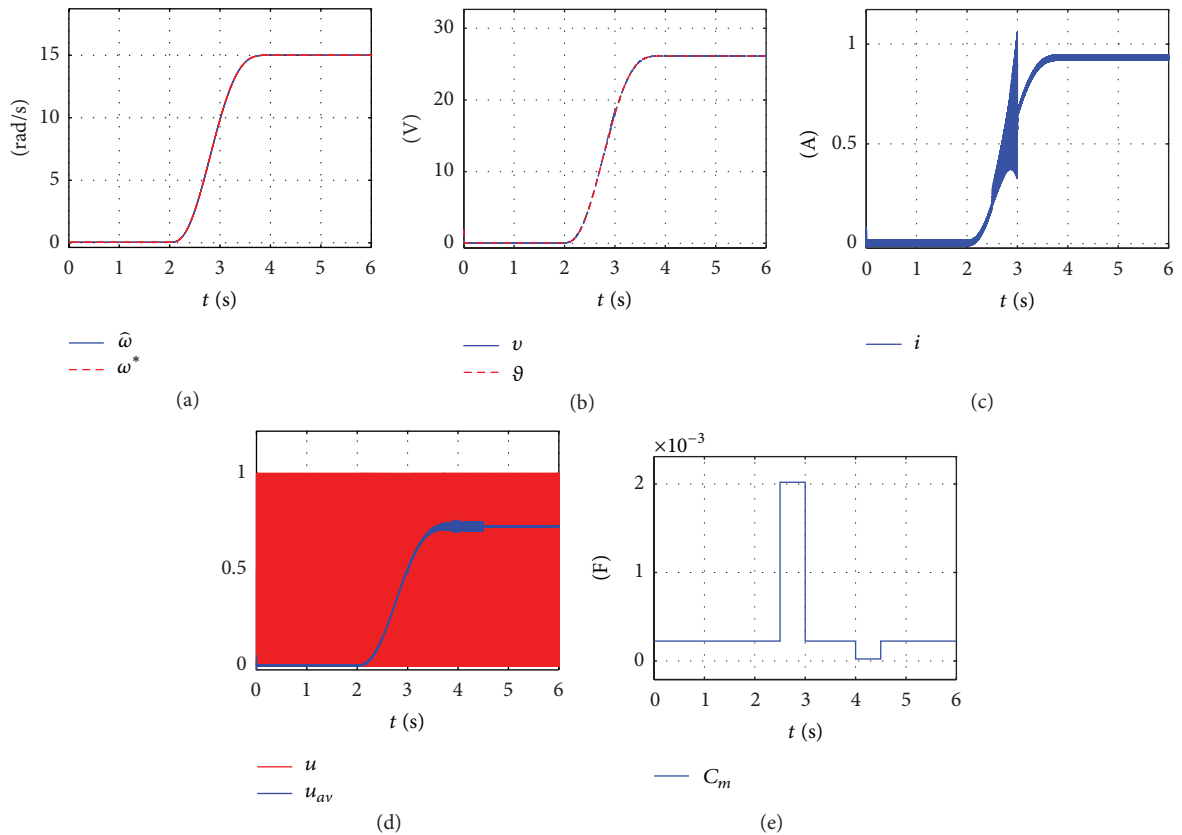 15
10
5
0
(rad/s)
0 1 2 3 4 5 6
t (s)
ω̂
ω*
(a)
30
20
10
0
(V)
0 1 2 3 4 5 6
t (s)
υ
ϑ
(b)
1
0.5
0
(A)
0 1 2 3 4 5 6
t (s)
i
(c)
1
0.5
0
0 1 2 3 4 5 6
t (s)
u
u_av
(d)
×10⁻³
2
1
0
(F)
0 1 2 3 4 5 6
t (s)
C_m
(e)